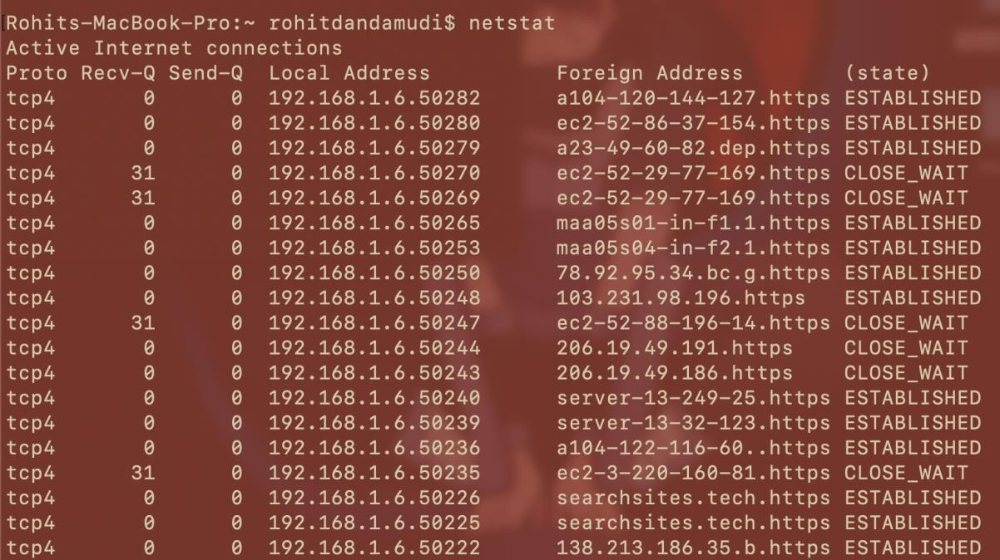 Rohits-MacBook-Pro:~ rohitdandamudi$ netstat
Active Internet connections
Proto Recv-Q Send-Q  Local Address          Foreign Address        (state)
tcp4       0      0  192.168.1.6.50282      a104-120-144-127.https ESTABLISHED
tcp4       0      0  192.168.1.6.50280      ec2-52-86-37-154.https ESTABLISHED
tcp4       0      0  192.168.1.6.50279      a23-49-60-82.dep.https ESTABLISHED
tcp4      31      0  192.168.1.6.50270      ec2-52-29-77-169.https CLOSE_WAIT
tcp4      31      0  192.168.1.6.50269      ec2-52-29-77-169.https CLOSE_WAIT
tcp4       0      0  192.168.1.6.50265      maa05s01-in-f1.1.https ESTABLISHED
tcp4       0      0  192.168.1.6.50253      maa05s04-in-f2.1.https ESTABLISHED
tcp4       0      0  192.168.1.6.50250      78.92.95.34.bc.g.https ESTABLISHED
tcp4       0      0  192.168.1.6.50248      103.231.98.196.https   ESTABLISHED
tcp4      31      0  192.168.1.6.50247      ec2-52-88-196-14.https CLOSE_WAIT
tcp4       0      0  192.168.1.6.50244      206.19.49.191.https    CLOSE_WAIT
tcp4       0      0  192.168.1.6.50243      206.19.49.186.https    CLOSE_WAIT
tcp4       0      0  192.168.1.6.50240      server-13-249-25.https ESTABLISHED
tcp4       0      0  192.168.1.6.50239      server-13-32-123.https ESTABLISHED
tcp4       0      0  192.168.1.6.50236      a104-122-116-60..https ESTABLISHED
tcp4      31      0  192.168.1.6.50235      ec2-3-220-160-81.https CLOSE_WAIT
tcp4       0      0  192.168.1.6.50226      searchsites.tech.https ESTABLISHED
tcp4       0      0  192.168.1.6.50225      searchsites.tech.https ESTABLISHED
tcp4       0      0  192.168.1.6.50222      138.213.186.35.b.https ESTABLISHED